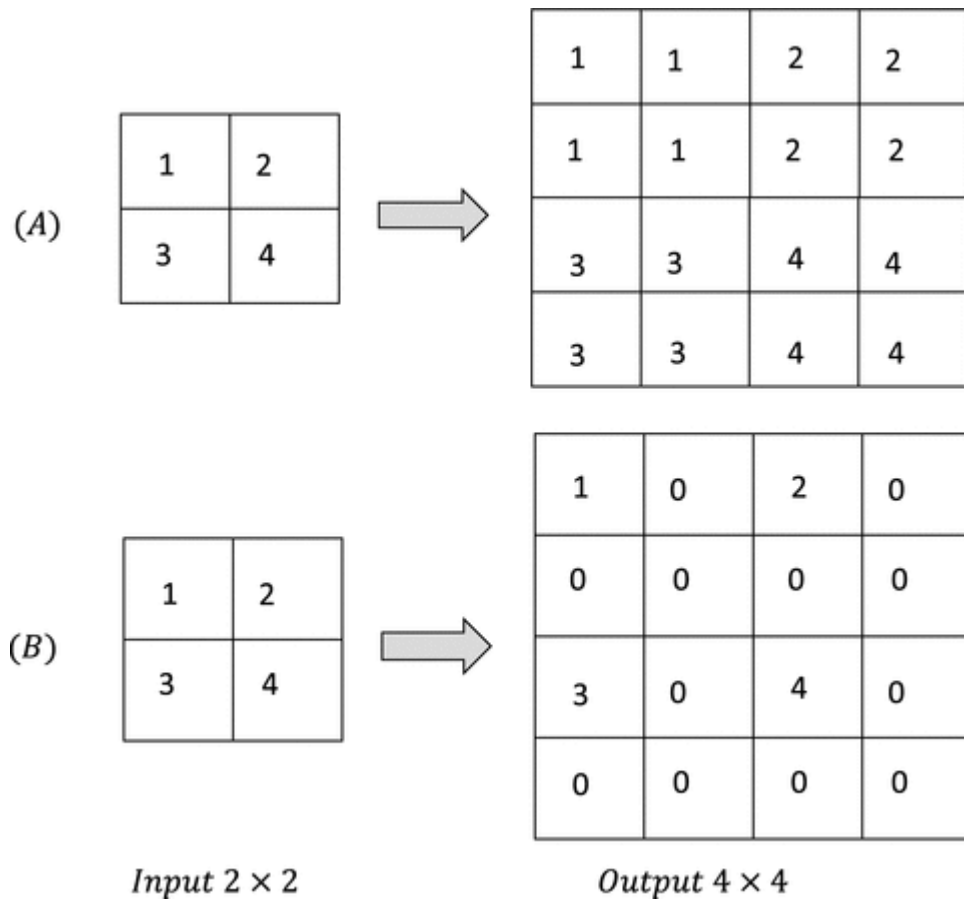 (A)
1 2
3 4
1 1 2 2
1 1 2 2
3 3 4 4
3 3 4 4
(B)
1 2
3 4
1 0 2 0
0 0 0 0
3 0 4 0
0 0 0 0
Input 2 × 2
Output 4 × 4